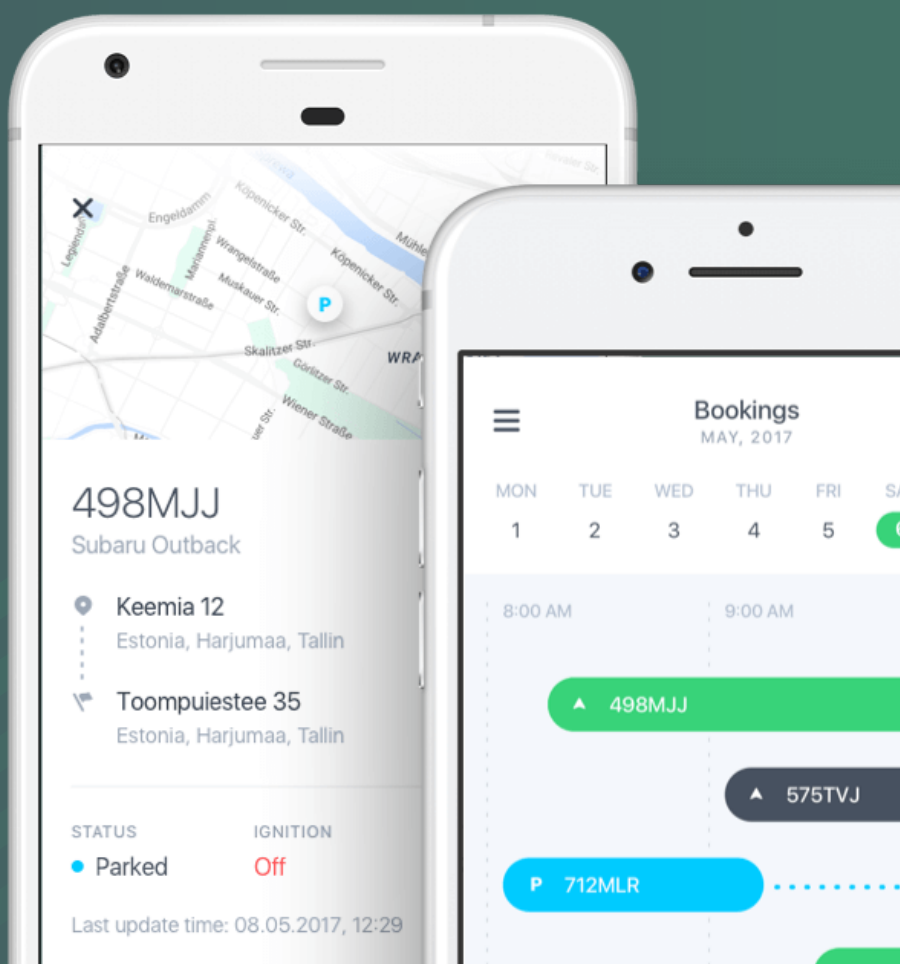 Engeldamm
Köpenicker Str.
Mariannenpl.
Wrangelstraße
Köpenicker Str.
Waldemarstraße
Muskauer Str.
Adalbertstraße
P
Skalitzer Str.
WRA
Görlitzer Str.
Wiener Straße
498MJJ
Subaru Outback
Keemia 12
Estonia, Harjumaa, Tallin
Toompuiestee 35
Estonia, Harjumaa, Tallin
STATUS IGNITION
Parked Off
Last update time: 08.05.2017, 12:29
Bookings
MAY, 2017
MON TUE WED THU FRI
1 2 3 4 5
8:00 AM 9:00 AM
498MJJ
575TVJ
P 712MLR